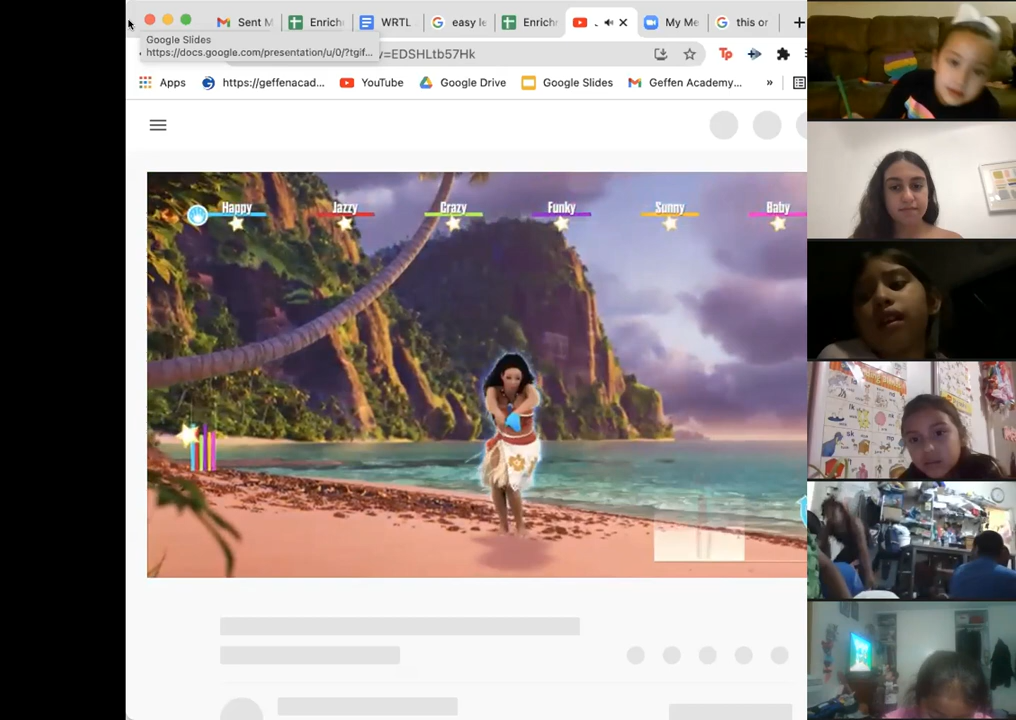 Sent M
Enrich
WRTL
easy le
Enrich
My Me
this or
Google Slides
https://docs.google.com/presentation/u/0/?tgif...
=EDSHLtb57Hk
Tp
Apps
https://geffenacad...
YouTube
Google Drive
Google Slides
Geffen Academy...
»
Happy
Jazzy
Crazy
Funky
Sunny
Baby